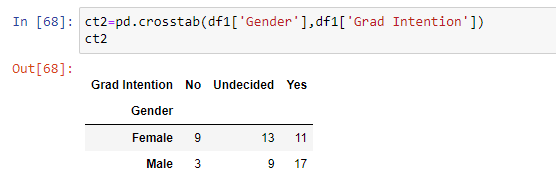 In [68]: ct2=pd.crosstab(df1['Gender'],df1['Grad Intention'])
ct2
Out[68]:
Grad Intention No Undecided Yes
Gender
Female 9 13 11
Male 3 9 17